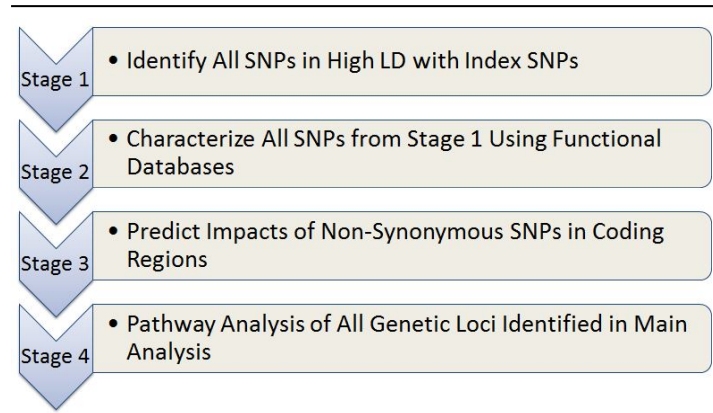 Stage 1
• Identify All SNPs in High LD with Index SNPs
Stage 2
• Characterize All SNPs from Stage 1 Using Functional
Databases
Stage 3
• Predict Impacts of Non-Synonymous SNPs in Coding
Regions
Stage 4
• Pathway Analysis of All Genetic Loci Identified in Main
Analysis